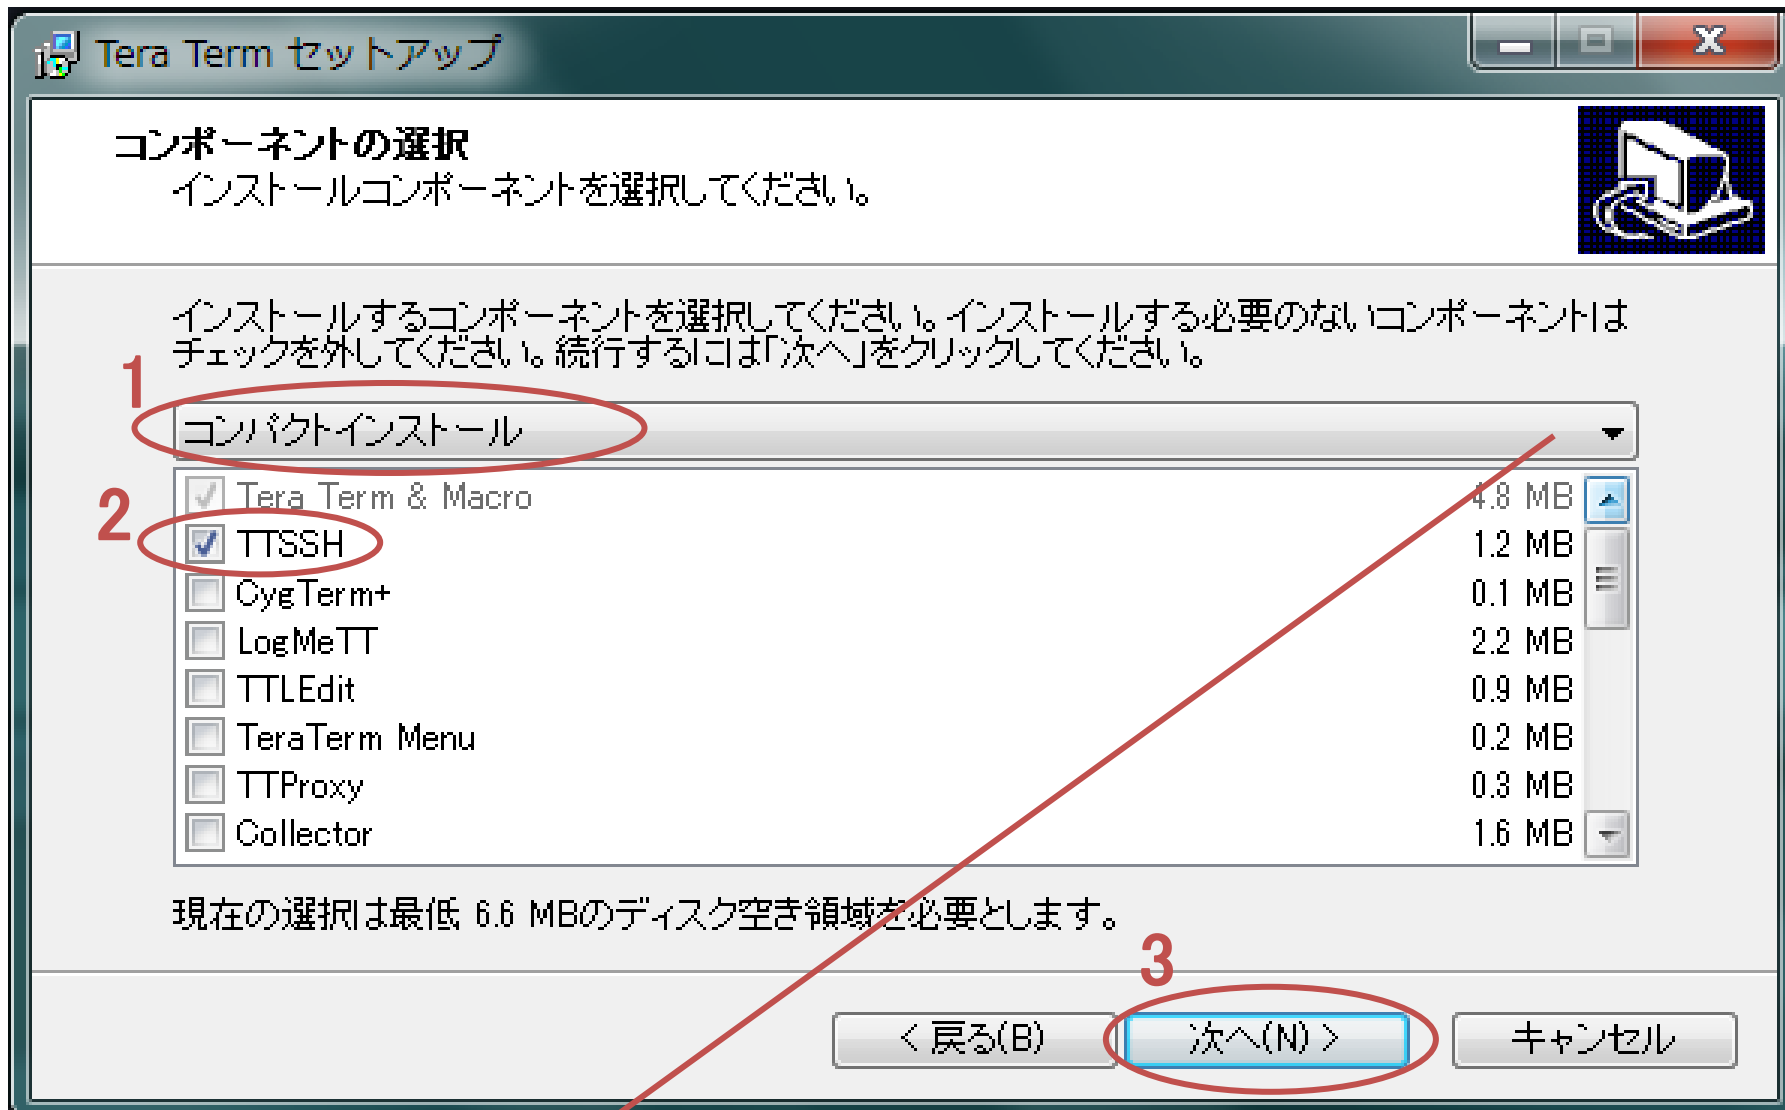 Tera Term セットアップ
コンポーネントの選択
インストールコンポーネントを選択してください。
インストールするコンポーネントを選択してください。インストールする必要のないコンポーネントは
チェックを外してください。続行するには「次へ」をクリックしてください。
1
コンパクトインストール
Tera Term & Macro 4.8 MB
2
TTSSH 1.2 MB
CygTerm+ 0.1 MB
LogMeTT 2.2 MB
TTLEdit 0.9 MB
TeraTerm Menu 0.2 MB
TTProxy 0.3 MB
Collector 1.6 MB
現在の選択は最低 6.6 MBのディスク空き領域を必要とします。
3
< 戻る(B) 次へ(N) > キャンセル